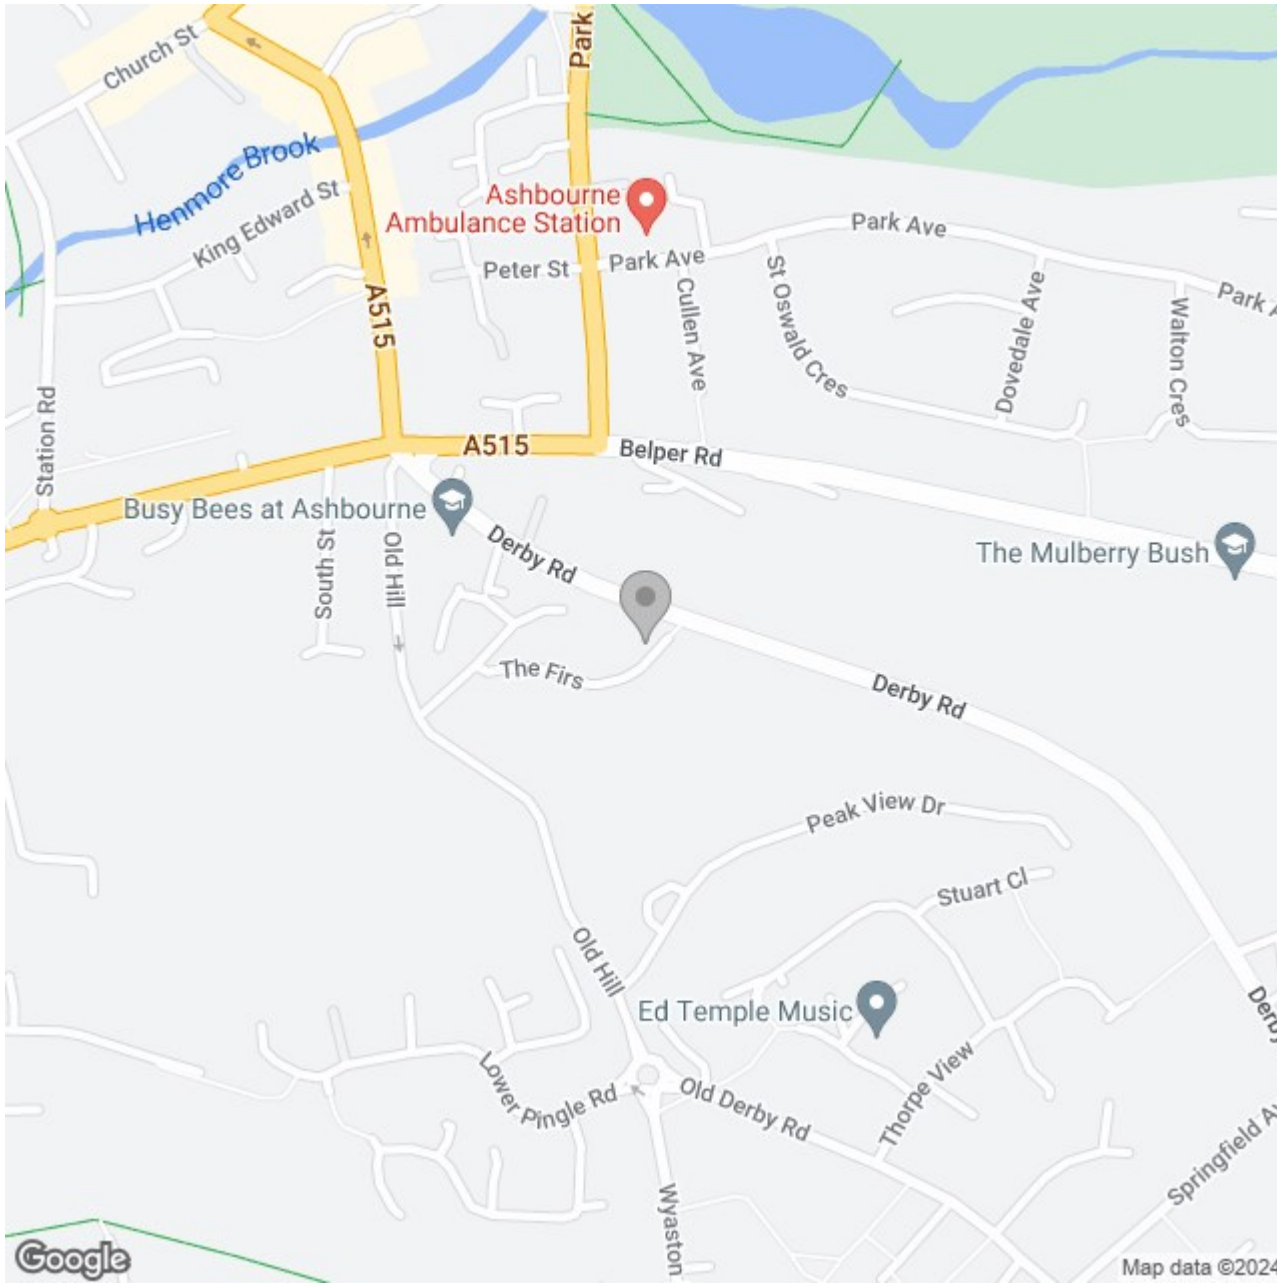 Church St
Park
Henmore Brook
King Edward St
Ashbourne
Ambulance Station
Park Ave
Peter St
Park Ave
A515
Cullen Ave
St Oswald Cres
Dovedale Ave
Walton Cres
Park A
Station Rd
A515
Belper Rd
Busy Bees at Ashbourne
South St
Old Hill
Derby Rd
The Mulberry Bush
The Firs
Derby Rd
Peak View Dr
Stuart Cl
Old Hill
Ed Temple Music
Derby
Lower Pingle Rd
Old Derby Rd
Thorpe View
Springfield Av
Wyaston
Google
Map data ©2024